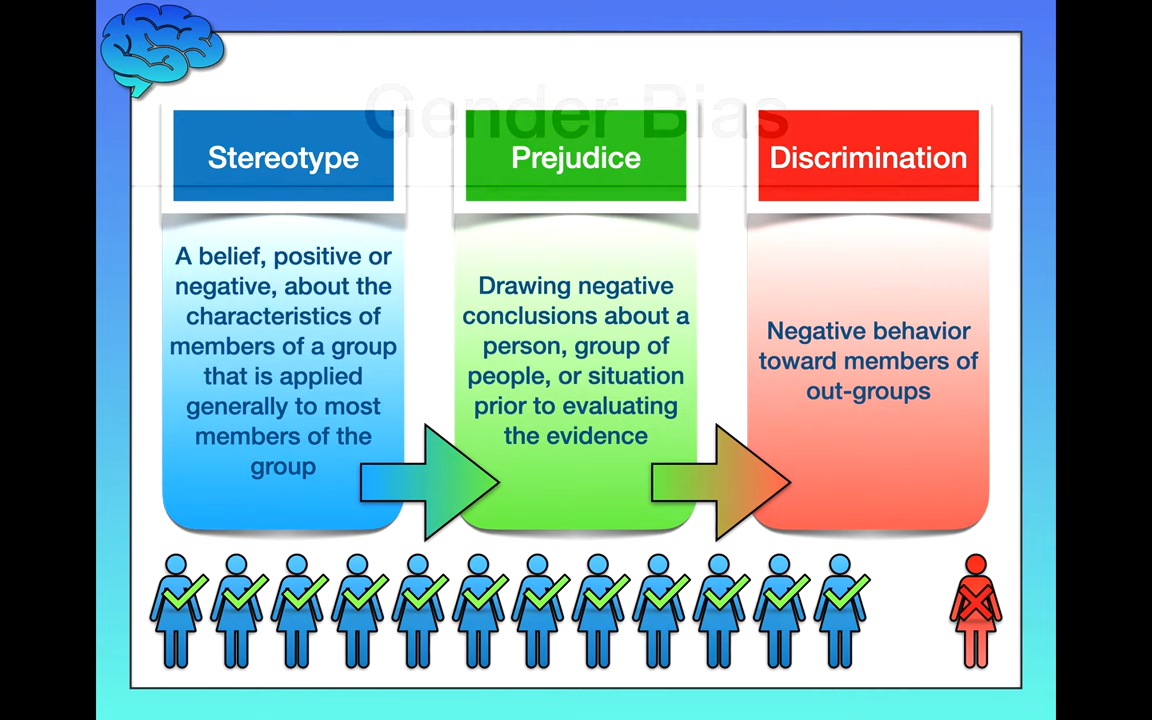 Gender Bias
Stereotype
Prejudice
Discrimination
A belief, positive or
negative, about the
characteristics of
members of a group
that is applied
generally to most
members of the
group
Drawing negative
conclusions about a
person, group of
people, or situation
prior to evaluating
the evidence
Negative behavior
toward members of
out-groups